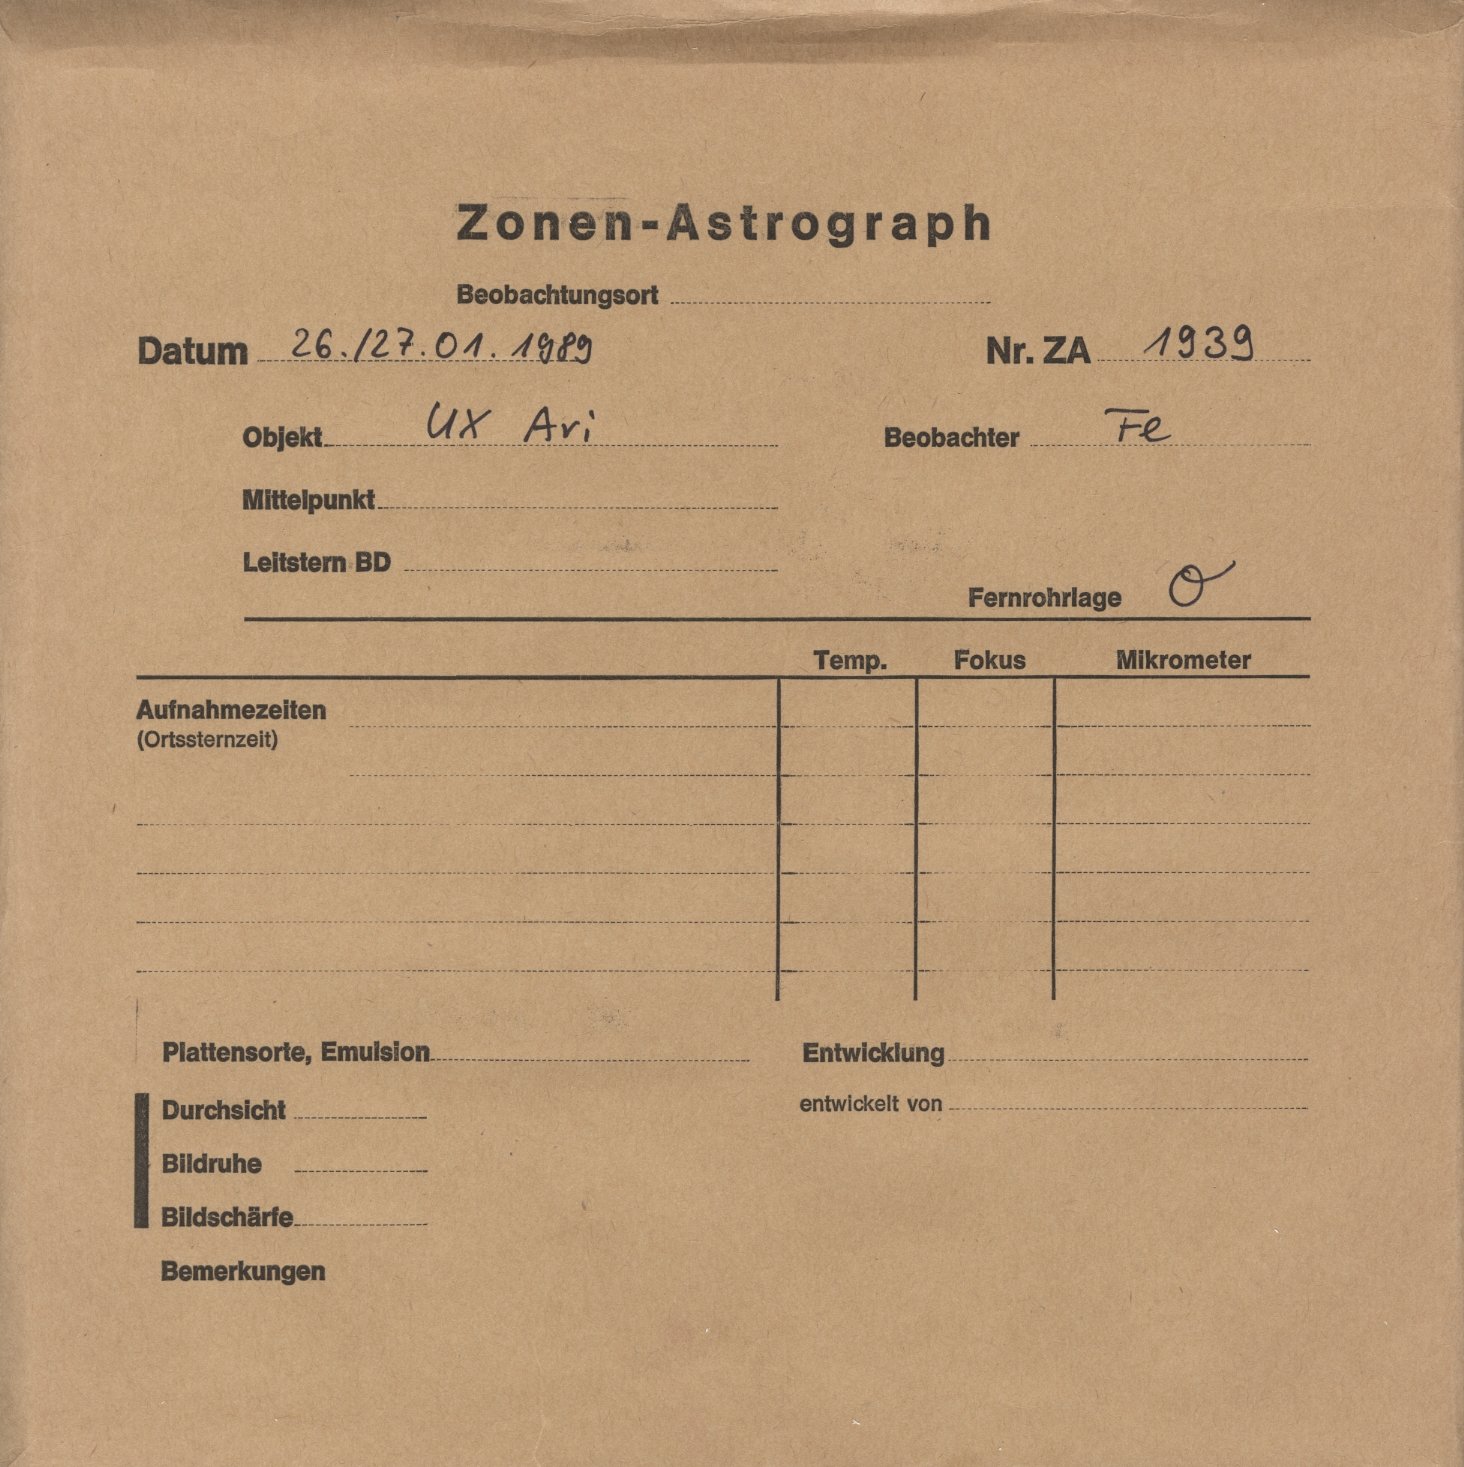 Zonen-Astrograph
Beobachtungsort
Datum 26./27.01.1989 Nr. ZA 1939
Objekt UX Ari Beobachter Fe
Mittelpunkt
Leitstern BD
Fernrohrlage O
Temp. Fokus Mikrometer
Aufnahmezeiten
(Ortssternzeit)
Plattensorte, Emulsion Entwicklung
Durchsicht entwickelt von
Bildruhe
Bildschärfe
Bemerkungen